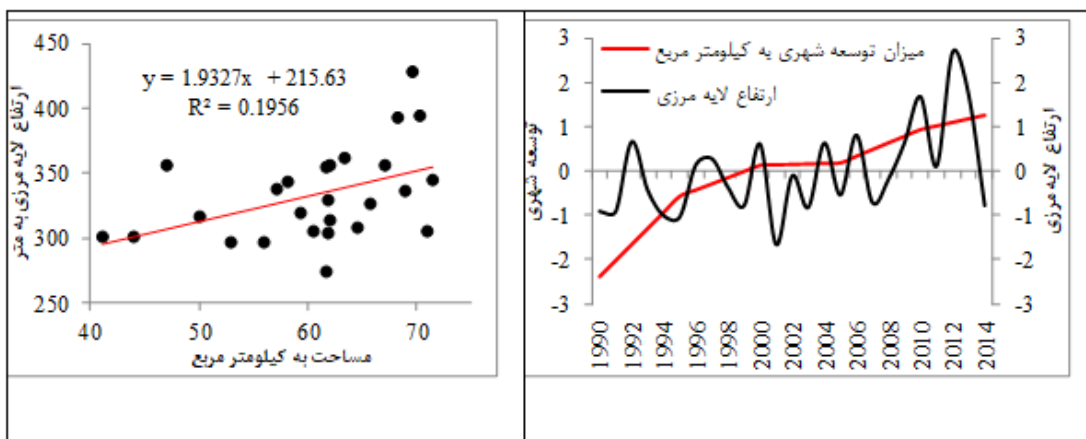 450
400
350
300
250
y = 1.9327x + 215.63
R² = 0.1956
ارتفاع لایه مرزی به متر
40 50 60 70
مساحت به کیلومتر مربع
3 3
2 2
1 1
0 0
-1 -1
-2 -2
-3 -3
میزان توسعه شهری به کیلومتر مربع
ارتفاع لایه مرزی
توسعه شهری
ارتفاع لایه مرزی
1990 1992 1994 1996 1998 2000 2002 2004 2006 2008 2010 2012 2014